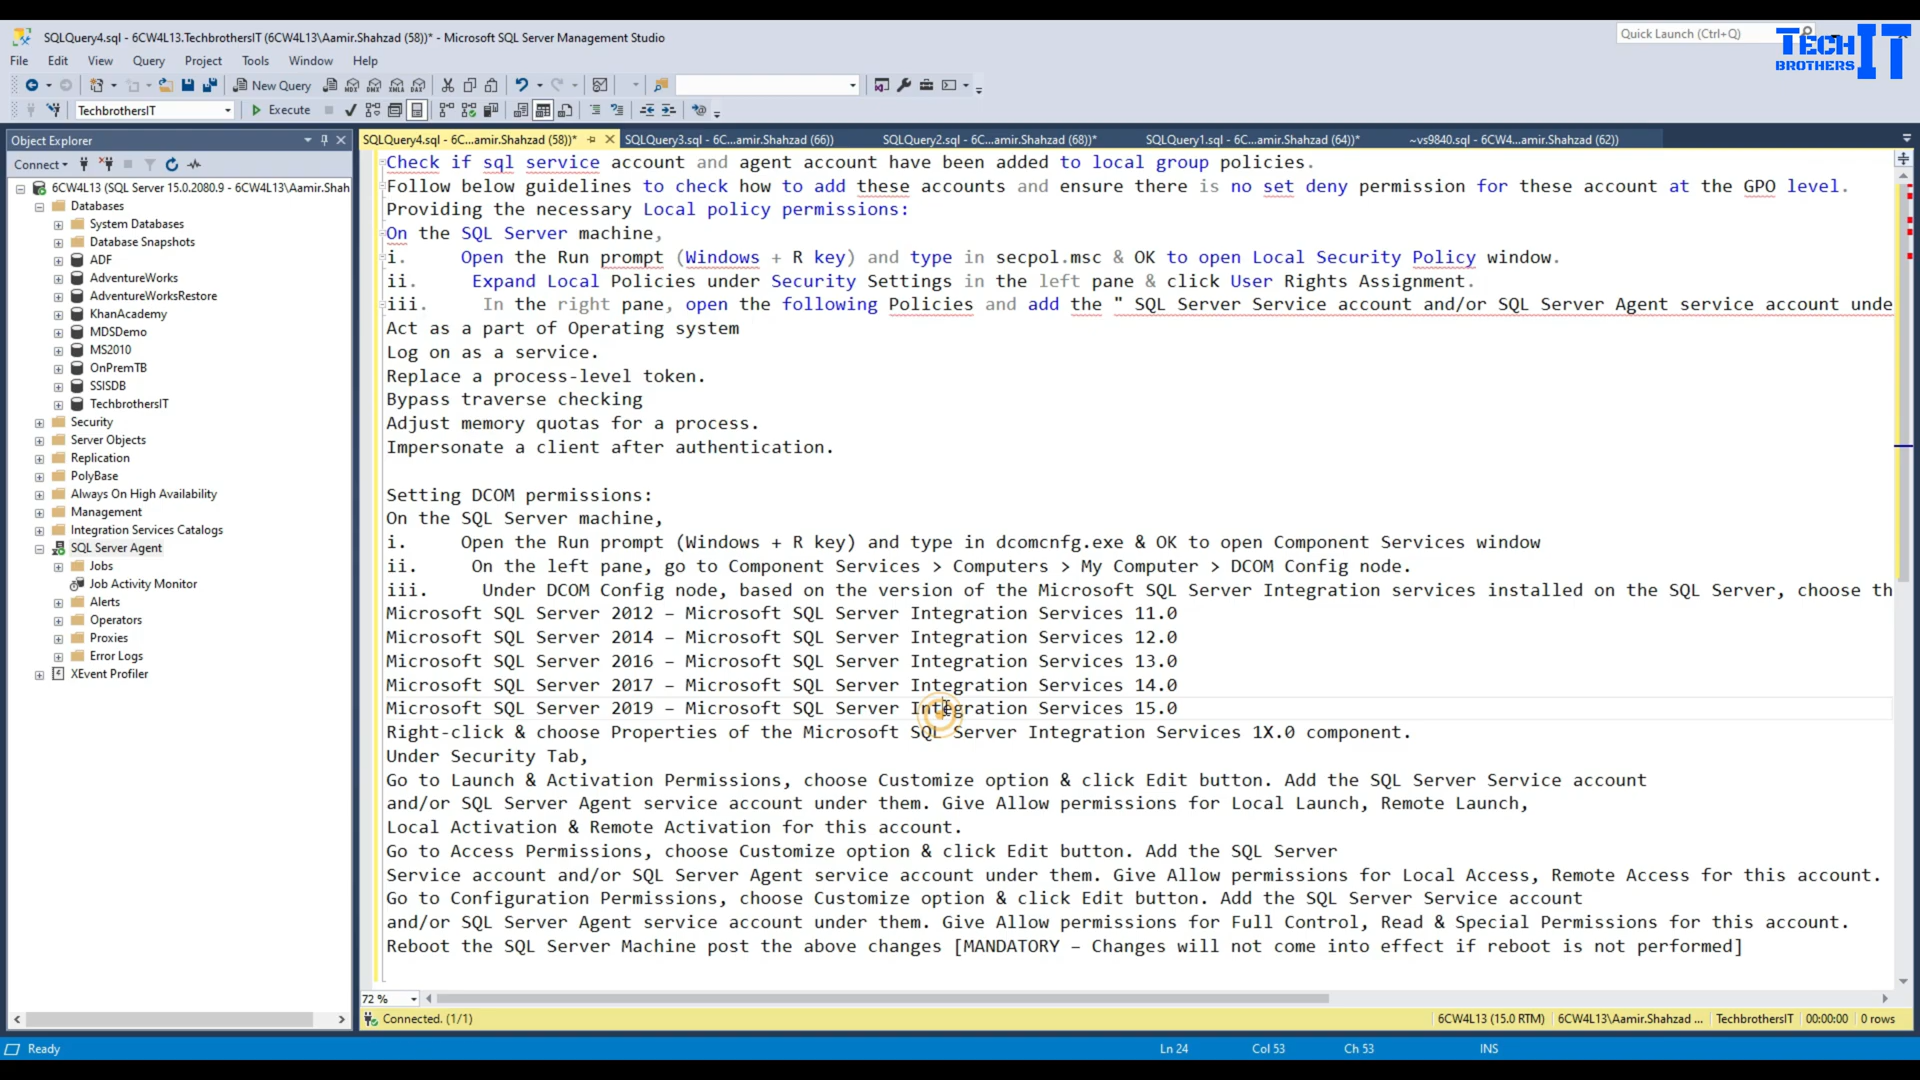 SQLQuery4.sql - 6CW4L13.TechbrothersIT (6CW4L13\Aamir.Shahzad (58))* - Microsoft SQL Server Management Studio
Quick Launch (Ctrl+Q)
TECH IT
BROTHERS
File Edit View Query Project Tools Window Help
New Query
TechbrothersIT Execute
Object Explorer
SQLQuery4.sql - 6C...amir.Shahzad (58))* SQLQuery3.sql - 6C...amir.Shahzad (66)) SQLQuery2.sql - 6C...amir.Shahzad (68))* SQLQuery1.sql - 6C...amir.Shahzad (64))* ~vs9840.sql - 6CW4...amir.Shahzad (62))
Connect
6CW4L13 (SQL Server 15.0.2080.9 - 6CW4L13\Aamir.Shah
Databases
System Databases
Database Snapshots
ADF
AdventureWorks
AdventureWorksRestore
KhanAcademy
MDSDemo
MS2010
OnPremTB
SSISDB
TechbrothersIT
Security
Server Objects
Replication
PolyBase
Always On High Availability
Management
Integration Services Catalogs
SQL Server Agent
Jobs
Job Activity Monitor
Alerts
Operators
Proxies
Error Logs
XEvent Profiler
Check if sql service account and agent account have been added to local group policies.
Follow below guidelines to check how to add these accounts and ensure there is no set deny permission for these account at the GPO level.
Providing the necessary Local policy permissions:
On the SQL Server machine,
i. Open the Run prompt (Windows + R key) and type in secpol.msc & OK to open Local Security Policy window.
ii. Expand Local Policies under Security Settings in the left pane & click User Rights Assignment.
iii. In the right pane, open the following Policies and add the " SQL Server Service account and/or SQL Server Agent service account unde
Act as a part of Operating system
Log on as a service.
Replace a process-level token.
Bypass traverse checking
Adjust memory quotas for a process.
Impersonate a client after authentication.
Setting DCOM permissions:
On the SQL Server machine,
i. Open the Run prompt (Windows + R key) and type in dcomcnfg.exe & OK to open Component Services window
ii. On the left pane, go to Component Services > Computers > My Computer > DCOM Config node.
iii. Under DCOM Config node, based on the version of the Microsoft SQL Server Integration services installed on the SQL Server, choose th
Microsoft SQL Server 2012 – Microsoft SQL Server Integration Services 11.0
Microsoft SQL Server 2014 – Microsoft SQL Server Integration Services 12.0
Microsoft SQL Server 2016 – Microsoft SQL Server Integration Services 13.0
Microsoft SQL Server 2017 – Microsoft SQL Server Integration Services 14.0
Microsoft SQL Server 2019 – Microsoft SQL Server Integration Services 15.0
Right-click & choose Properties of the Microsoft SQL Server Integration Services 1X.0 component.
Under Security Tab,
Go to Launch & Activation Permissions, choose Customize option & click Edit button. Add the SQL Server Service account
and/or SQL Server Agent service account under them. Give Allow permissions for Local Launch, Remote Launch,
Local Activation & Remote Activation for this account.
Go to Access Permissions, choose Customize option & click Edit button. Add the SQL Server
Service account and/or SQL Server Agent service account under them. Give Allow permissions for Local Access, Remote Access for this account.
Go to Configuration Permissions, choose Customize option & click Edit button. Add the SQL Server Service account
and/or SQL Server Agent service account under them. Give Allow permissions for Full Control, Read & Special Permissions for this account.
Reboot the SQL Server Machine post the above changes [MANDATORY – Changes will not come into effect if reboot is not performed]
72 %
Connected. (1/1) 6CW4L13 (15.0 RTM) 6CW4L13\Aamir.Shahzad ... TechbrothersIT 00:00:00 0 rows
Ready Ln 24 Col 53 Ch 53 INS